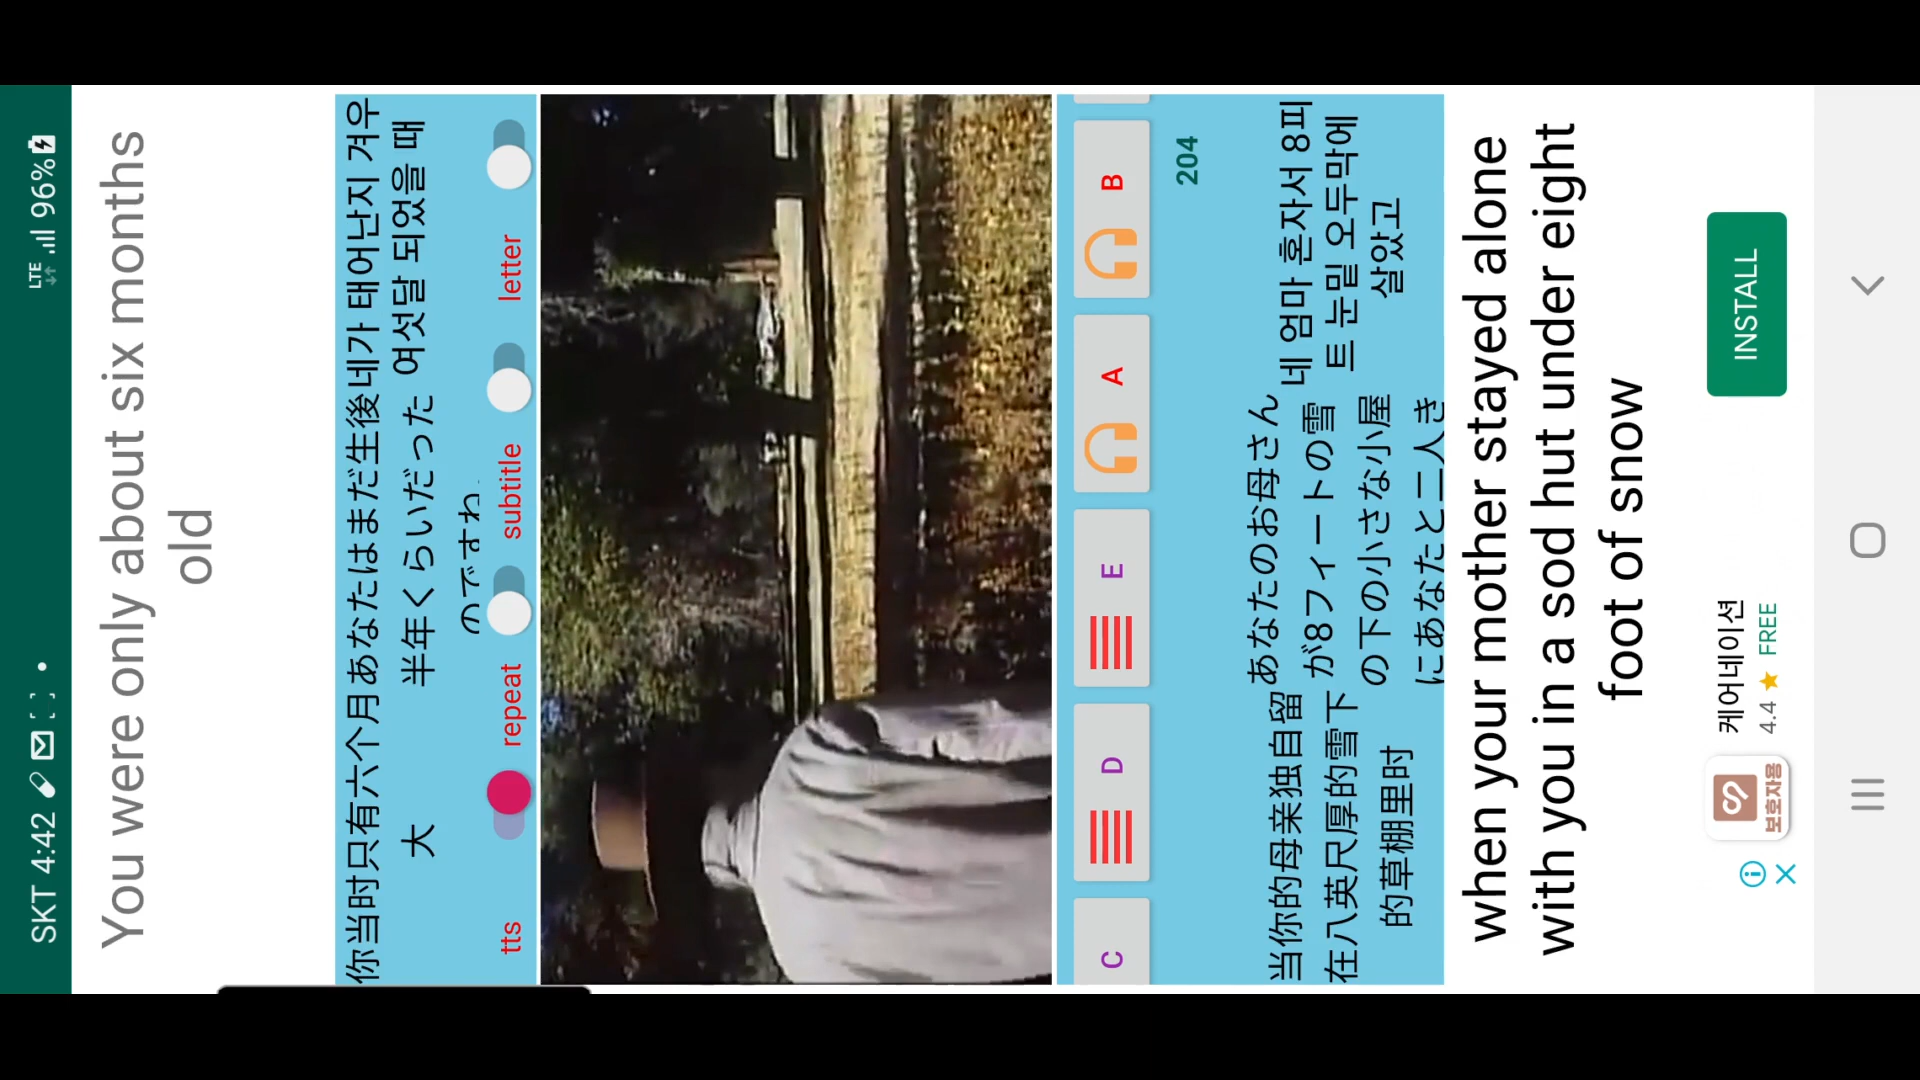 SKT 4:42
LTE
96%
You were only about six months
old
你当时只有六个月
大
あなたはまだ生後
半年くらいだった
のですね
네가 태어난지 겨우
여섯달 되었을 때
tts
repeat
subtitle
letter
C
D
E
A
B
204
当你的母亲独自留
在八英尺厚的雪下
的草棚里时
あなたのお母さん
が8フィートの雪
の下の小さな小屋
にあなたと二人き
네 엄마 혼자서 8피
트 눈밑 오두막에
살았고
when your mother stayed alone
with you in a sod hut under eight
foot of snow
보호자용
케어네이션
4.4 ★ FREE
INSTALL